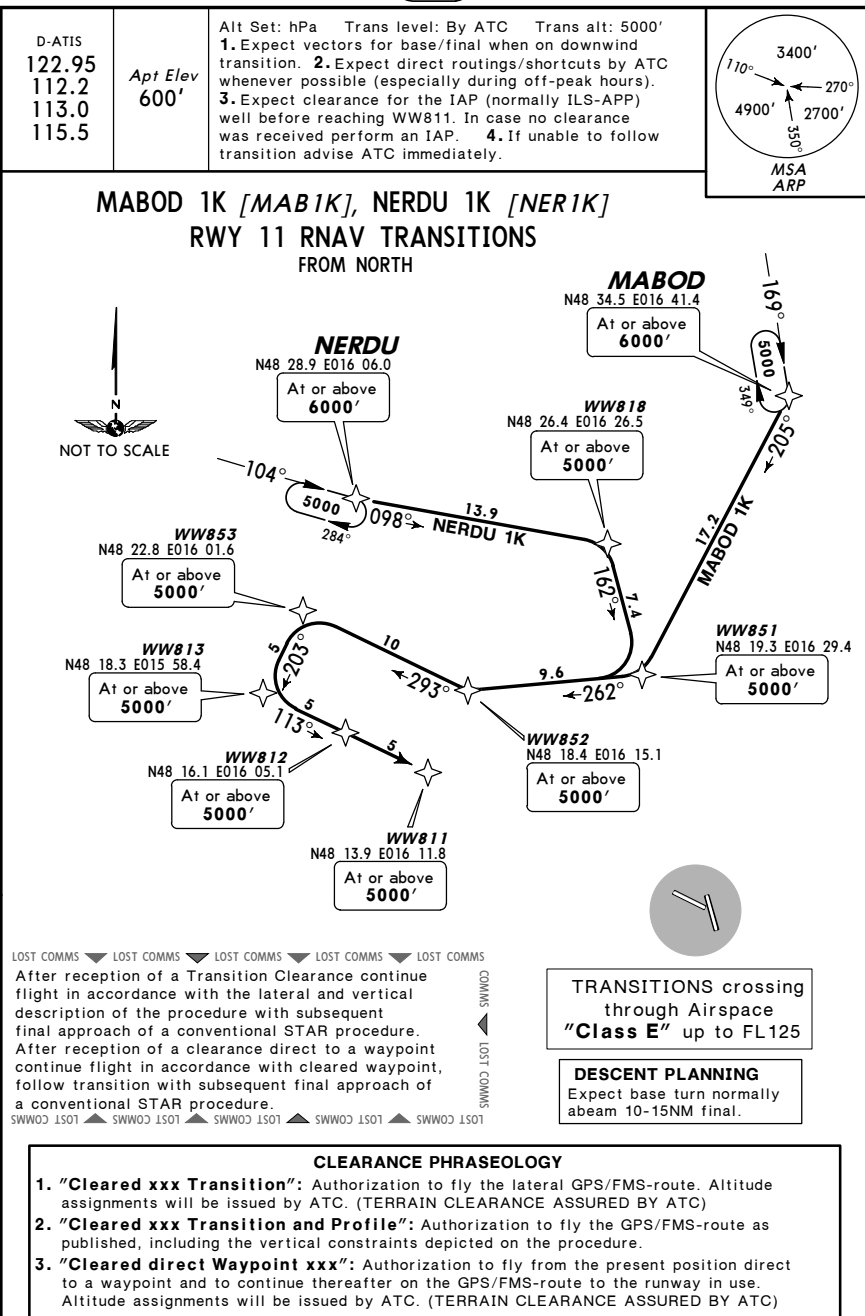 D-ATIS
122.95
112.2
113.0
115.5
Apt Elev
600'
Alt Set: hPa Trans level: By ATC Trans alt: 5000'
1. Expect vectors for base/final when on downwind
transition. 2. Expect direct routings/shortcuts by ATC
whenever possible (especially during off-peak hours).
3. Expect clearance for the IAP (normally ILS-APP)
well before reaching WW811. In case no clearance
was received perform an IAP. 4. If unable to follow
transition advise ATC immediately.
3400'
110°
270°
4900'
2700'
350°
MSA
ARP
MABOD 1K [MAB1K], NERDU 1K [NER1K]
RWY 11 RNAV TRANSITIONS
FROM NORTH
MABOD
N48 34.5 E016 41.4
At or above
6000'
169°
5000
349°
205°
17.2
MABOD 1K
N
NOT TO SCALE
NERDU
N48 28.9 E016 06.0
At or above
6000'
104°
5000
284°
098°
13.9
NERDU 1K
WW818
N48 26.4 E016 26.5
At or above
5000'
162°
7.4
WW853
N48 22.8 E016 01.6
At or above
5000'
WW851
N48 19.3 E016 29.4
At or above
5000'
9.6
262°
10
293°
5
203°
WW813
N48 18.3 E015 58.4
At or above
5000'
5
113°
WW852
N48 18.4 E016 15.1
At or above
5000'
WW812
N48 16.1 E016 05.1
At or above
5000'
5
WW811
N48 13.9 E016 11.8
At or above
5000'
LOST COMMS LOST COMMS LOST COMMS LOST COMMS LOST COMMS
After reception of a Transition Clearance continue
flight in accordance with the lateral and vertical
description of the procedure with subsequent
final approach of a conventional STAR procedure.
After reception of a clearance direct to a waypoint
continue flight in accordance with cleared waypoint,
follow transition with subsequent final approach of
a conventional STAR procedure.
COMMS LOST COMMS
LOST COMMS LOST COMMS LOST COMMS LOST COMMS LOST COMMS
TRANSITIONS crossing
through Airspace
"Class E" up to FL125
DESCENT PLANNING
Expect base turn normally
abeam 10-15NM final.
CLEARANCE PHRASEOLOGY
1. "Cleared xxx Transition": Authorization to fly the lateral GPS/FMS-route. Altitude
assignments will be issued by ATC. (TERRAIN CLEARANCE ASSURED BY ATC)
2. "Cleared xxx Transition and Profile": Authorization to fly the GPS/FMS-route as
published, including the vertical constraints depicted on the procedure.
3. "Cleared direct Waypoint xxx": Authorization to fly from the present position direct
to a waypoint and to continue thereafter on the GPS/FMS-route to the runway in use.
Altitude assignments will be issued by ATC. (TERRAIN CLEARANCE ASSURED BY ATC)